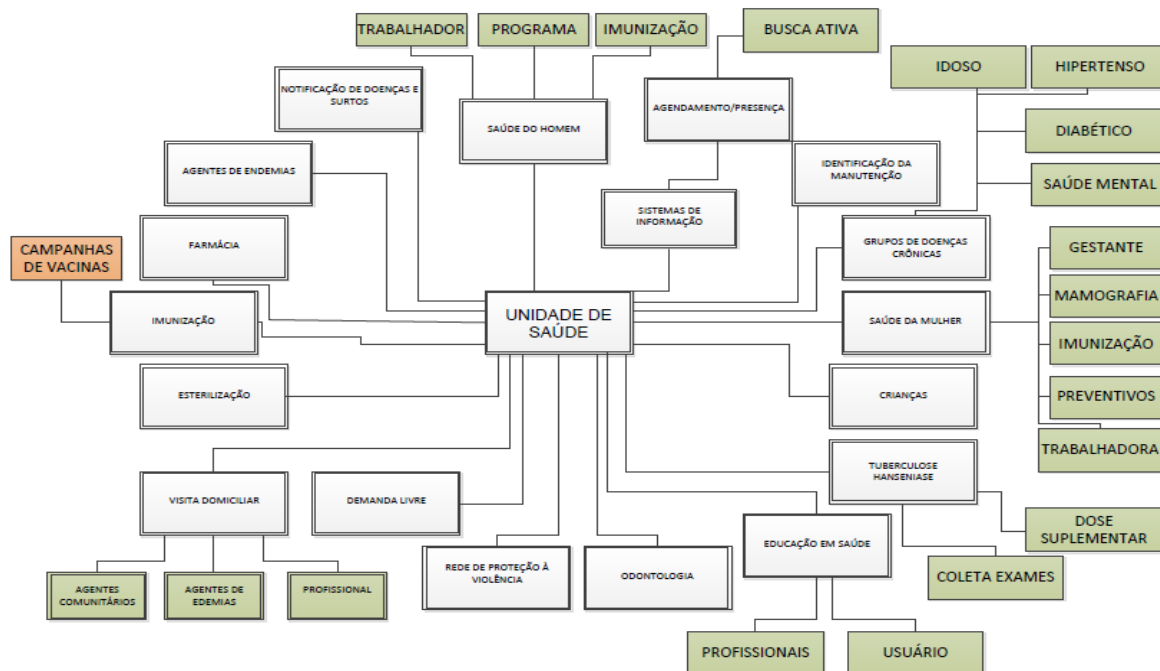 TRABALHADOR
PROGRAMA
IMUNIZAÇÃO
BUSCA ATIVA
IDOSO
HIPERTENSO
NOTIFICAÇÃO DE DOENÇAS E
SURTOS
SAÚDE DO HOMEM
AGENDAMENTO/PRESENÇA
DIABÉTICO
AGENTES DE ENDEMIAS
IDENTIFICAÇÃO DA
MANUTENÇÃO
SAÚDE MENTAL
SISTEMAS DE
INFORMAÇÃO
FARMÁCIA
GRUPOS DE DOENÇAS
CRÔNICAS
CAMPANHAS
DE VACINAS
GESTANTE
MAMOGRAFIA
IMUNIZAÇÃO
UNIDADE DE
SAÚDE
SAÚDE DA MULHER
IMUNIZAÇÃO
ESTERILIZAÇÃO
CRIANÇAS
PREVENTIVOS
TRABALHADORA
TUBERCULOSE
HANSENIASE
VISITA DOMICILIAR
DEMANDA LIVRE
DOSE
SUPLEMENTAR
EDUCAÇÃO EM SAÚDE
REDE DE PROTEÇÃO À
VIOLÊNCIA
ODONTOLOGIA
COLETA EXAMES
AGENTES
COMUNITÁRIOS
AGENTES DE
EDEMIAS
PROFISSIONAL
PROFISSIONAIS
USUÁRIO